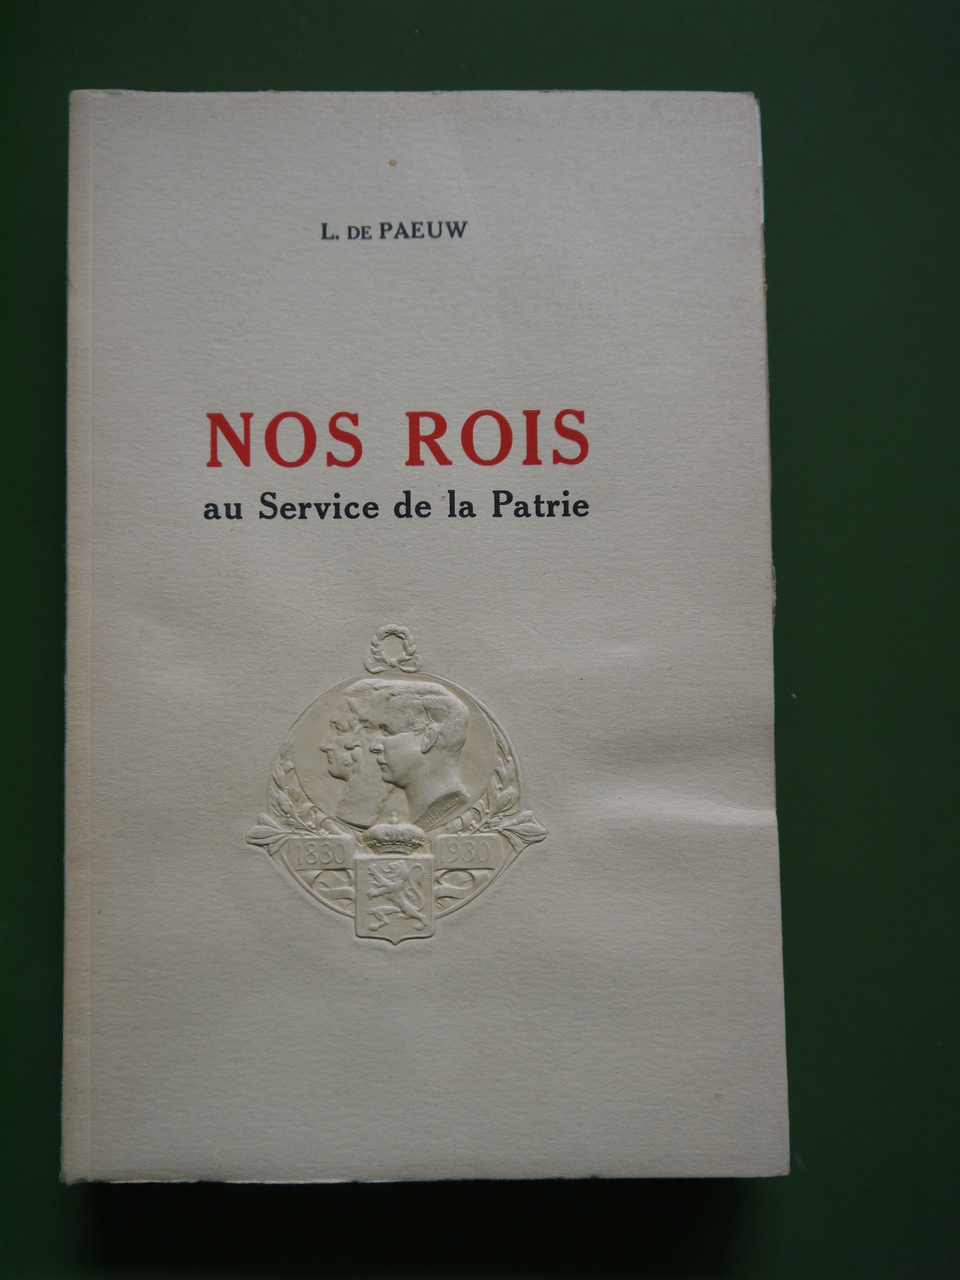 L. DE PAEUW
NOS ROIS
au Service de la Patrie
1830 1930